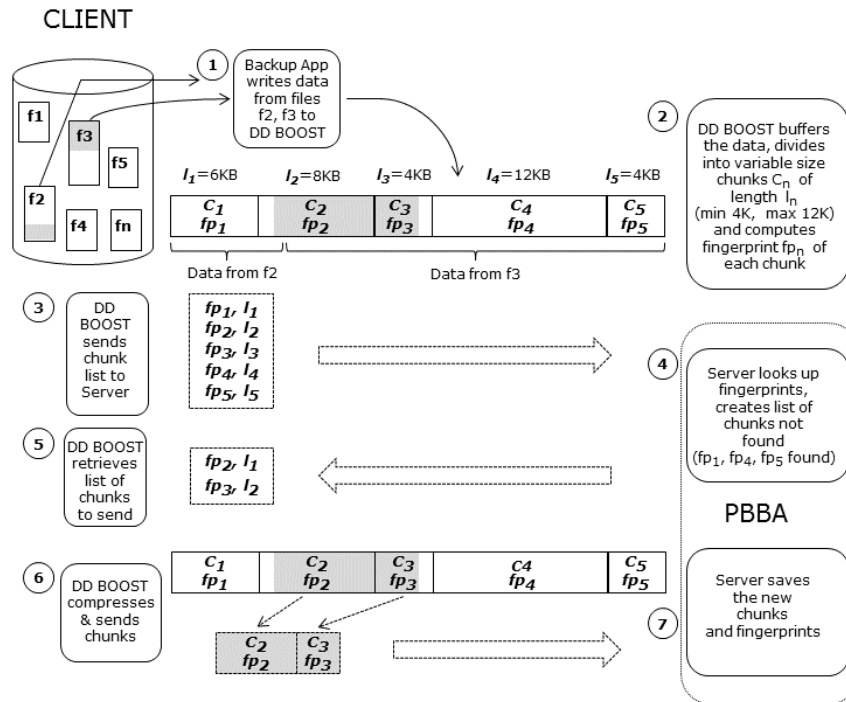 CLIENT
1
Backup App
writes data
from files
f2, f3 to
DD BOOST
f1
f3
f5
f2
f4
fn
2
DD BOOST buffers
the data, divides
into variable size
chunks Cn of
length ln
(min 4K, max 12K)
and computes
fingerprint fpn of
each chunk
l1=6KB l2=8KB l3=4KB l4=12KB l5=4KB
C1 C2 C3 C4 C5
fp1 fp2 fp3 fp4 fp5
Data from f2 Data from f3
3
DD
BOOST
sends
chunk
list to
Server
fp1, l1
fp2, l2
fp3, l3
fp4, l4
fp5, l5
4
Server looks up
fingerprints,
creates list of
chunks not
found
(fp1, fp4, fp5 found)
5
DD BOOST
retrieves
list of
chunks
to send
fp2, l1
fp3, l2
PBBA
6
DD BOOST
compresses
& sends
chunks
C1 C2 C3 C4 C5
fp1 fp2 fp3 fp4 fp5
C2 C3
fp2 fp3
7
Server saves
the new
chunks
and fingerprints